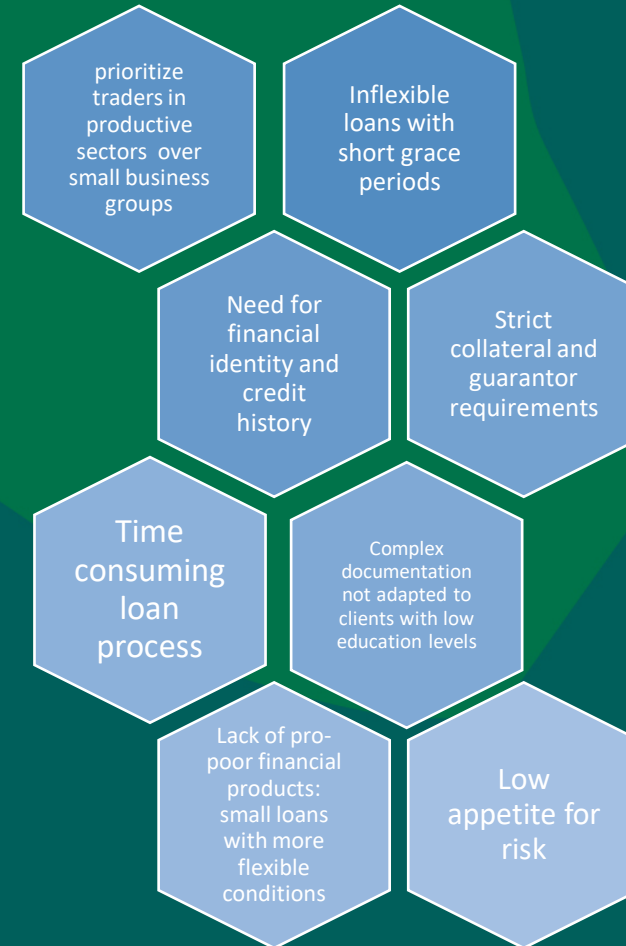 prioritize
traders in
productive
sectors over
small business
groups
Inflexible
loans with
short grace
periods
Need for
financial
identity and
credit
history
Strict
collateral and
guarantor
requirements
Time
consuming
loan
process
Complex
documentation
not adapted to
clients with low
education levels
Lack of pro-
poor financial
products:
small loans
with more
flexible
conditions
Low
appetite for
risk